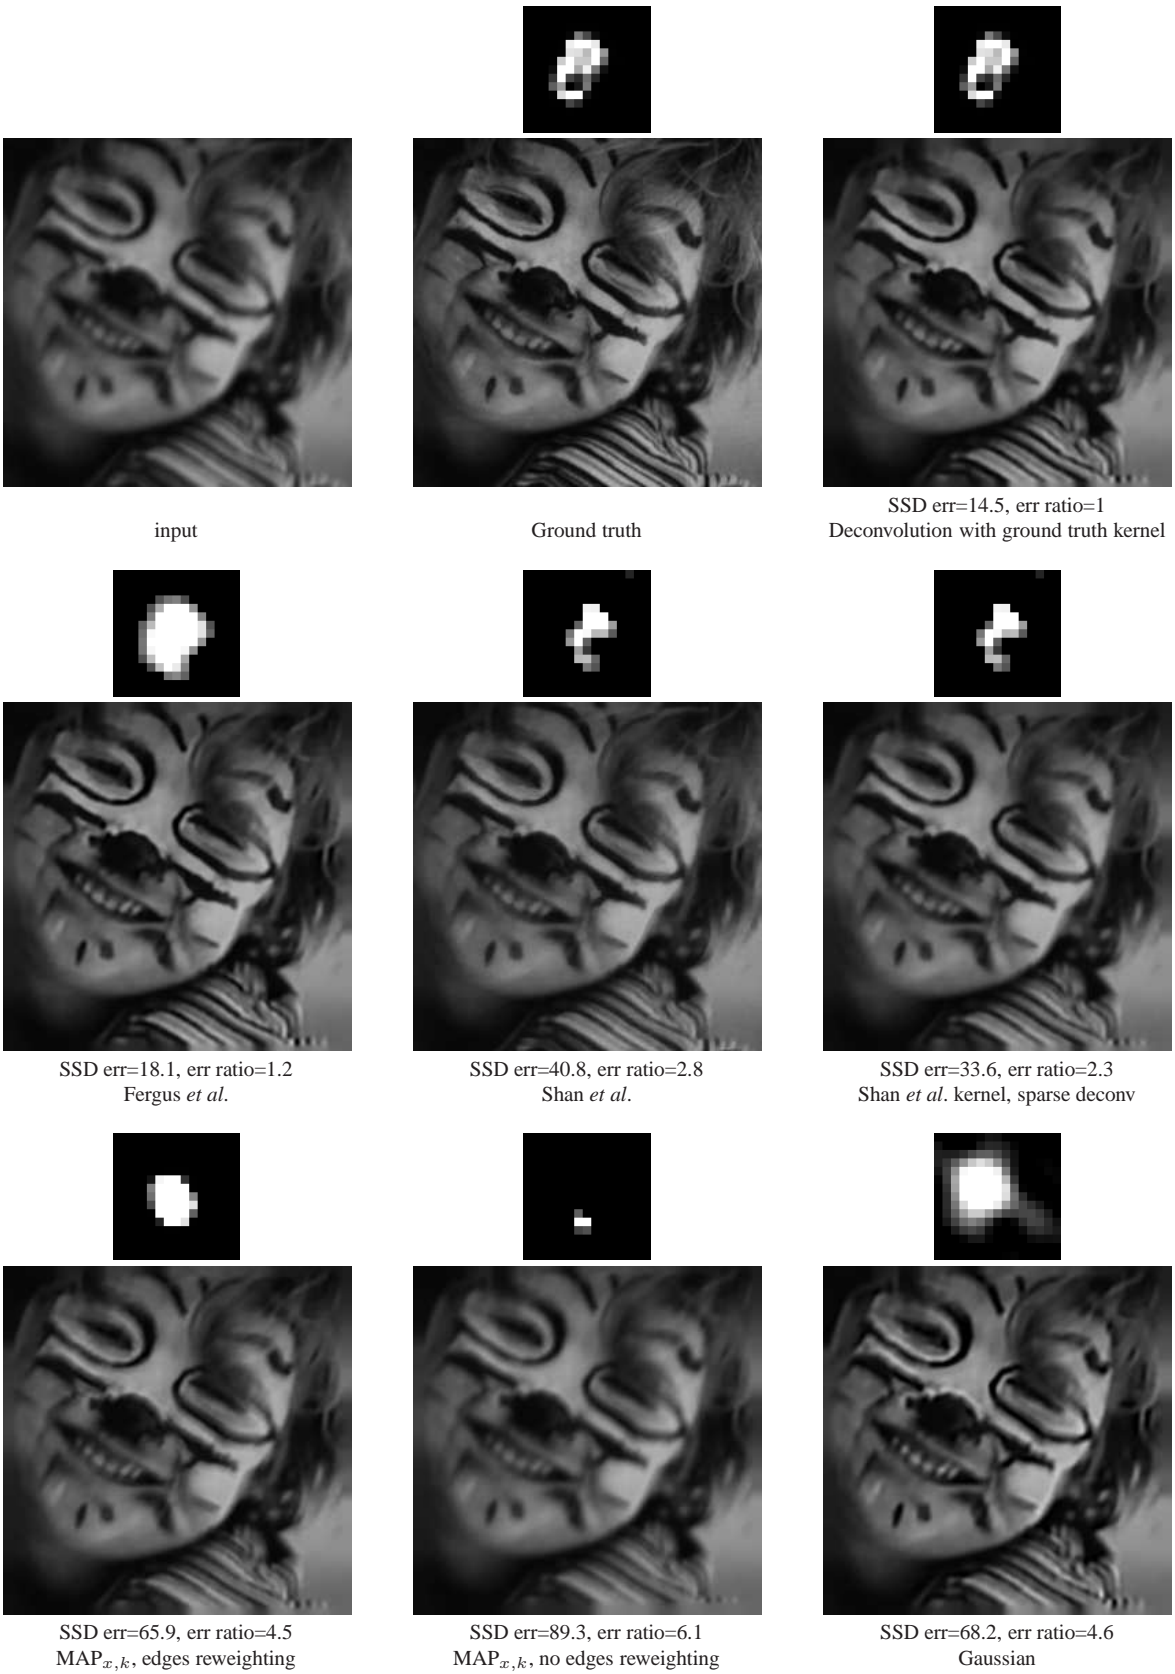 SSD err=14.5, err ratio=1
input
Ground truth
Deconvolution with ground truth kernel
SSD err=18.1, err ratio=1.2
Fergus et al.
SSD err=40.8, err ratio=2.8
Shan et al.
SSD err=33.6, err ratio=2.3
Shan et al. kernel, sparse deconv
SSD err=65.9, err ratio=4.5
MAPx,k, edges reweighting
SSD err=89.3, err ratio=6.1
MAPx,k, no edges reweighting
SSD err=68.2, err ratio=4.6
Gaussian